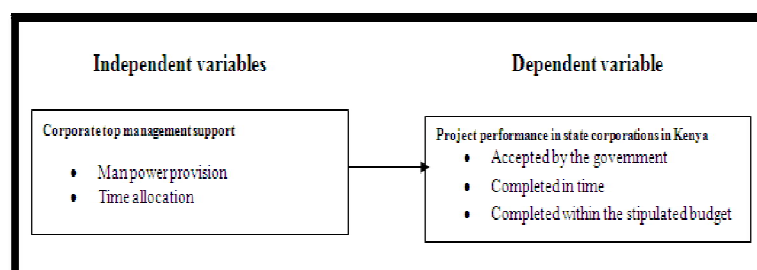 Independent variables
Dependent variable
Corporate top management support
• Man power provision
• Time allocation
Project performance in state corporations in Kenya
• Accepted by the government
• Completed in time
• Completed within the stipulated budget